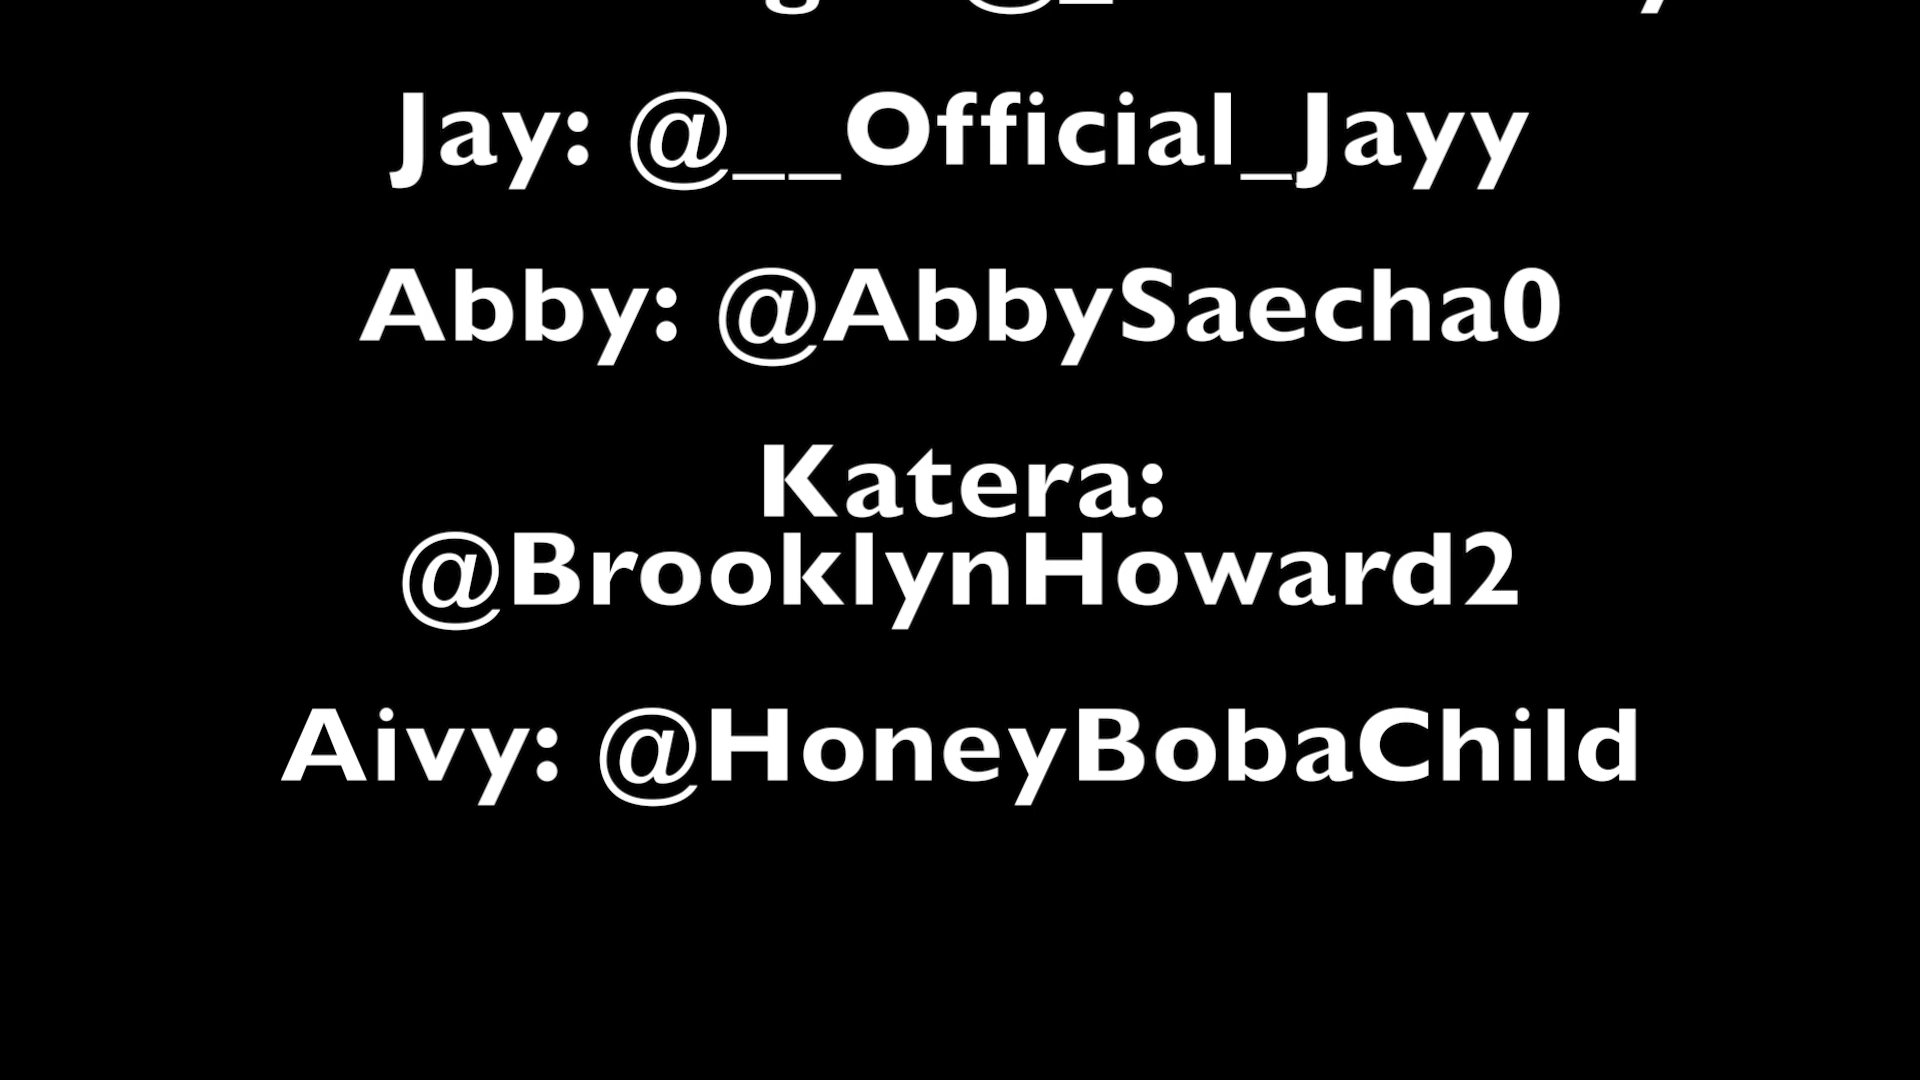 Jay: @__Official_Jayy
Abby: @AbbySaecha0
Katera:
@BrooklynHoward2
Aivy: @HoneyBobaChild